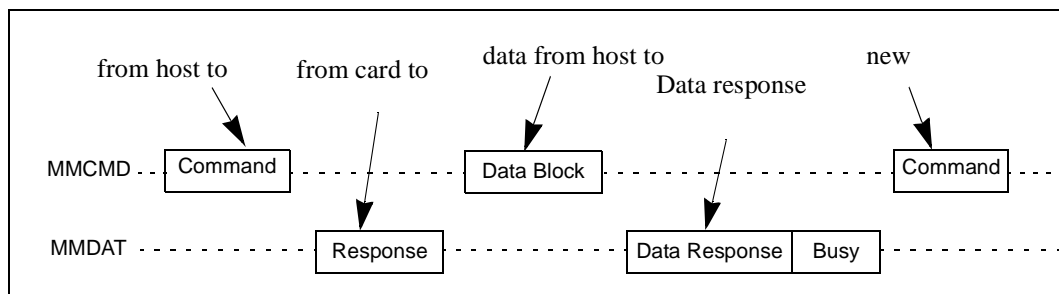 from host to
from card to
data from host to
Data response
new
MMCMD
Command
Data Block
Command
MMDAT
Response
Data Response
Busy